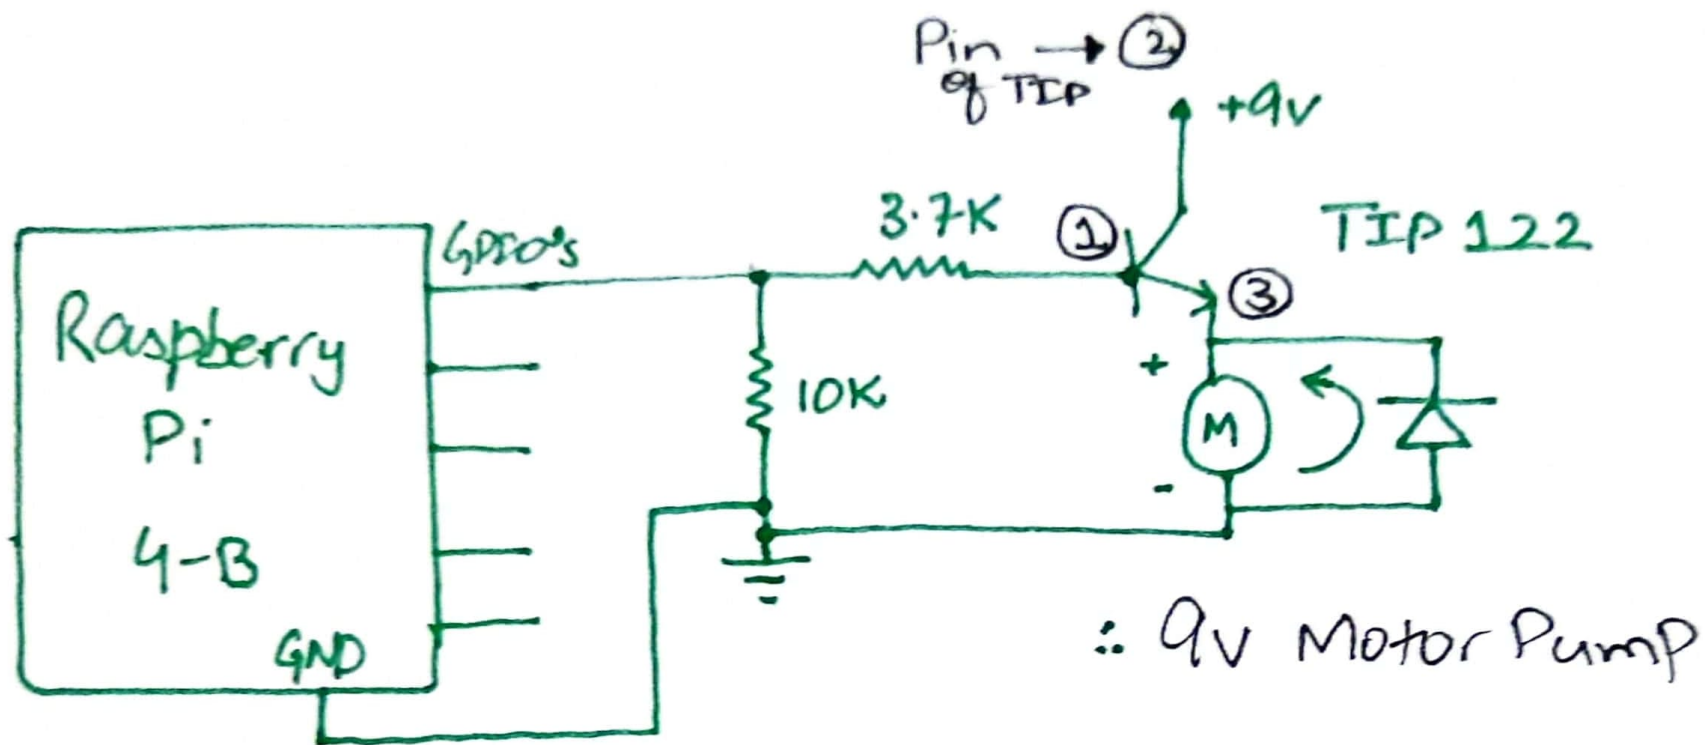 Pin → ②
of TIP
+9v
3.7K
①
TIP 122
GPIO's
③
Raspberry
Pi
4-B
10K
+
M
-
GND
∴ 9v Motor Pump